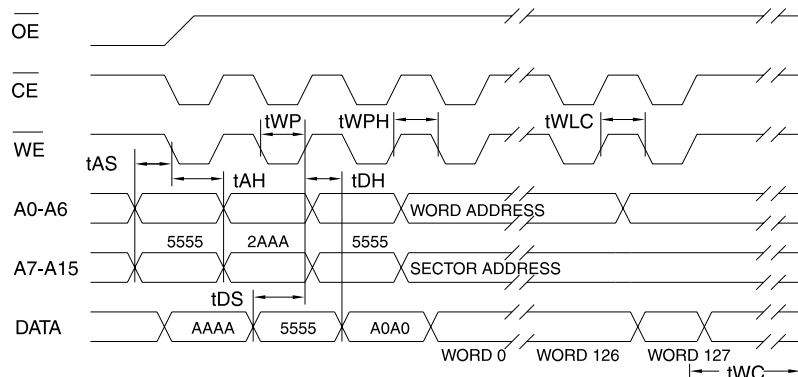 OE
CE
tWP tWPH tWLC
WE
tAS
tAH tDH
A0-A6 WORD ADDRESS
5555 2AAA 5555
A7-A15 SECTOR ADDRESS
tDS
DATA AAAA 5555 A0A0
WORD 0 WORD 126 WORD 127
tWC